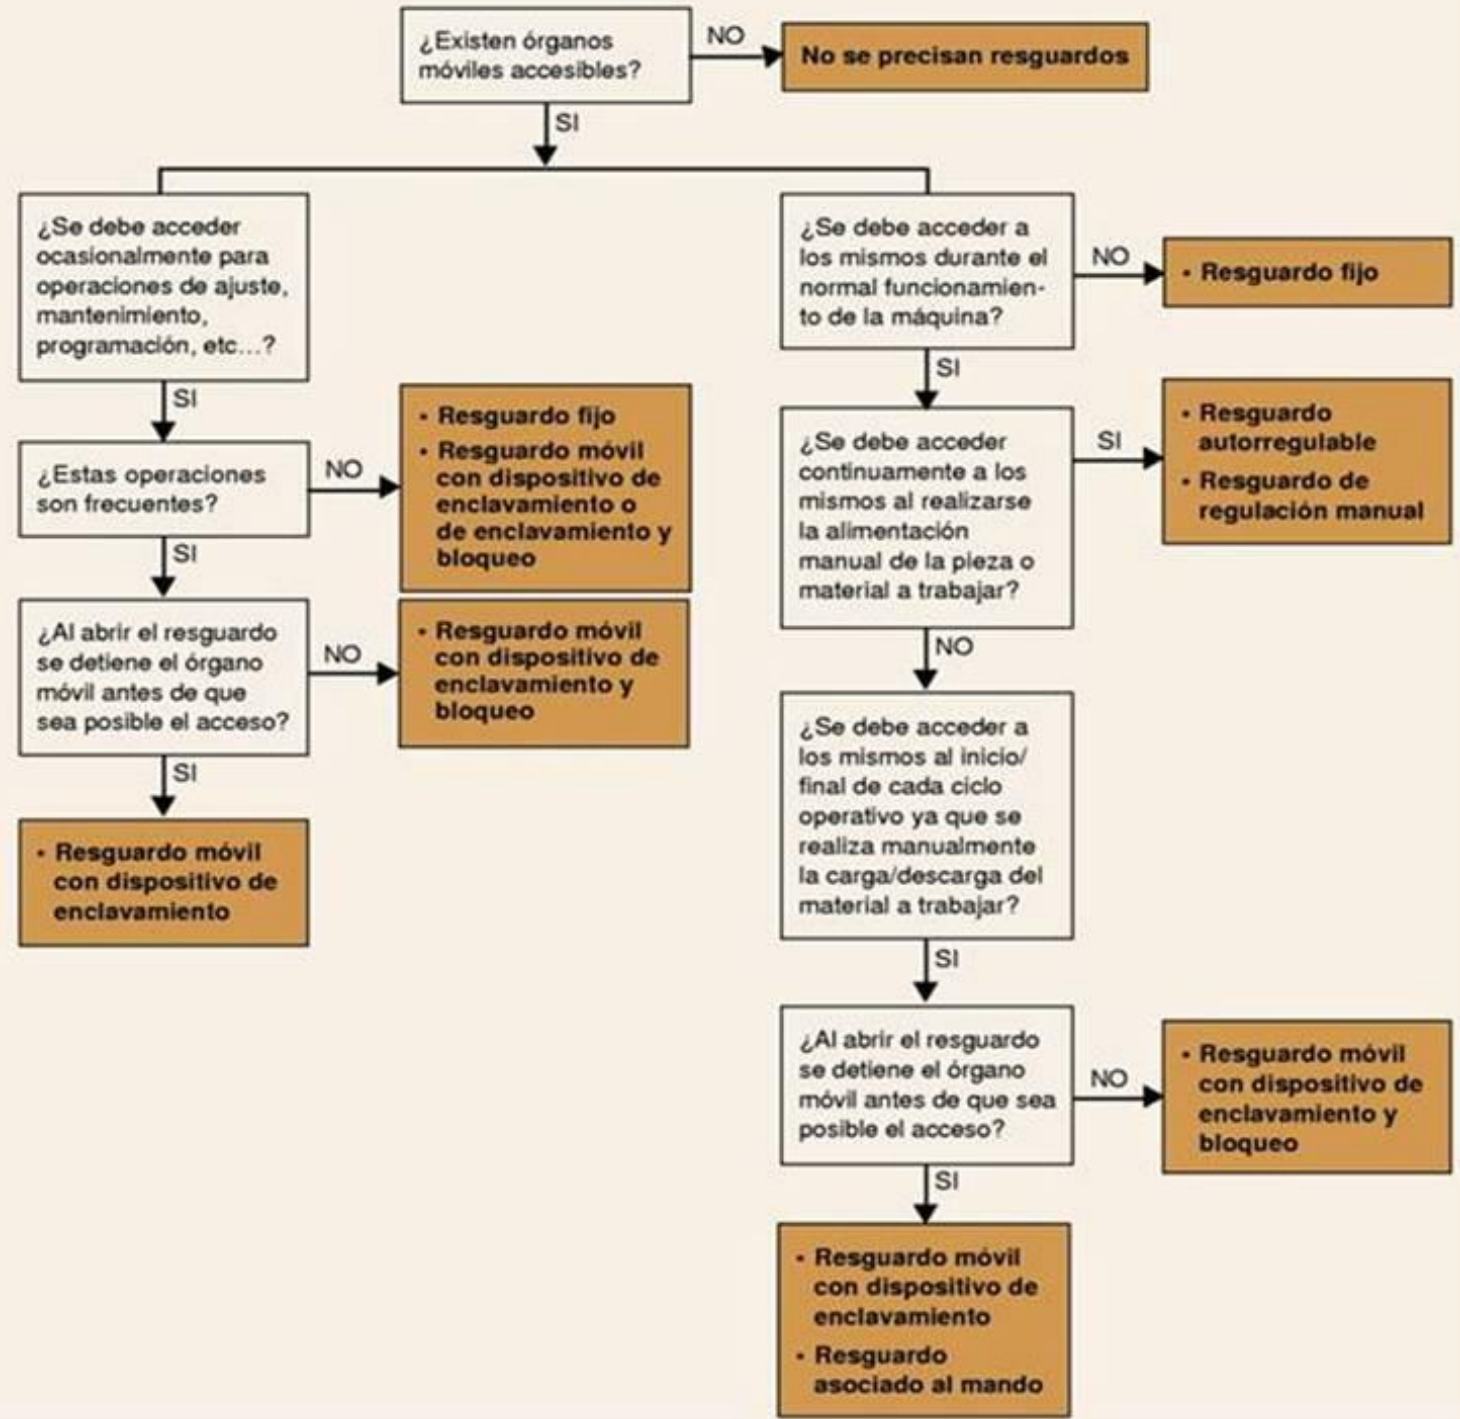 ¿Existen órganos
móviles accesibles?
NO
No se precisan resguardos
SI
¿Se debe acceder
ocasionalmente para
operaciones de ajuste,
mantenimiento,
programación, etc...?
SI
¿Estas operaciones
son frecuentes?
NO
• Resguardo fijo
• Resguardo móvil
con dispositivo de
enclavamiento o
de enclavamiento y
bloqueo
SI
¿Al abrir el resguardo
se detiene el órgano
móvil antes de que
sea posible el acceso?
NO
• Resguardo móvil
con dispositivo de
enclavamiento y
bloqueo
SI
• Resguardo móvil
con dispositivo de
enclavamiento
¿Se debe acceder a
los mismos durante el
normal funcionamien-
to de la máquina?
NO
• Resguardo fijo
SI
¿Se debe acceder
continuamente a los
mismos al realizarse
la alimentación
manual de la pieza o
material a trabajar?
SI
• Resguardo
autorregulable
• Resguardo de
regulación manual
NO
¿Se debe acceder a
los mismos al inicio/
final de cada ciclo
operativo ya que se
realiza manualmente
la carga/descarga del
material a trabajar?
SI
¿Al abrir el resguardo
se detiene el órgano
móvil antes de que sea
posible el acceso?
NO
• Resguardo móvil
con dispositivo de
enclavamiento y
bloqueo
SI
• Resguardo móvil
con dispositivo de
enclavamiento
• Resguardo
asociado al mando